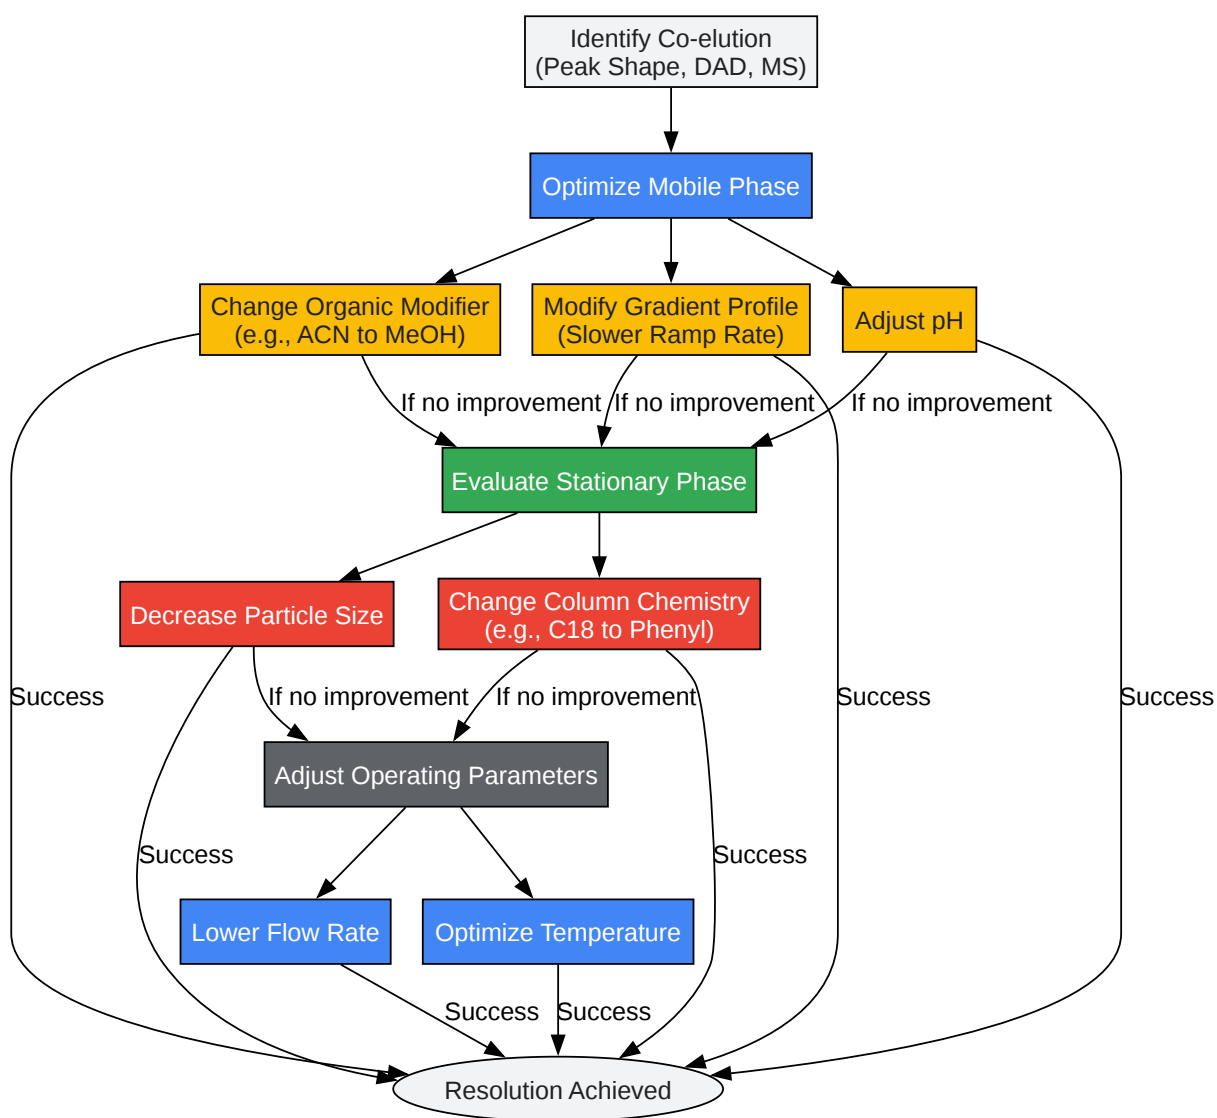 Identify Co-elution
(Peak Shape, DAD, MS)
Optimize Mobile Phase
Change Organic Modifier
(e.g., ACN to MeOH)
Modify Gradient Profile
(Slower Ramp Rate)
Adjust pH
If no improvement
If no improvement
If no improvement
Evaluate Stationary Phase
Decrease Particle Size
Change Column Chemistry
(e.g., C18 to Phenyl)
Success
If no improvement
If no improvement
Success
Success
Adjust Operating Parameters
Success
Success
Lower Flow Rate
Optimize Temperature
Success
Success
Resolution Achieved